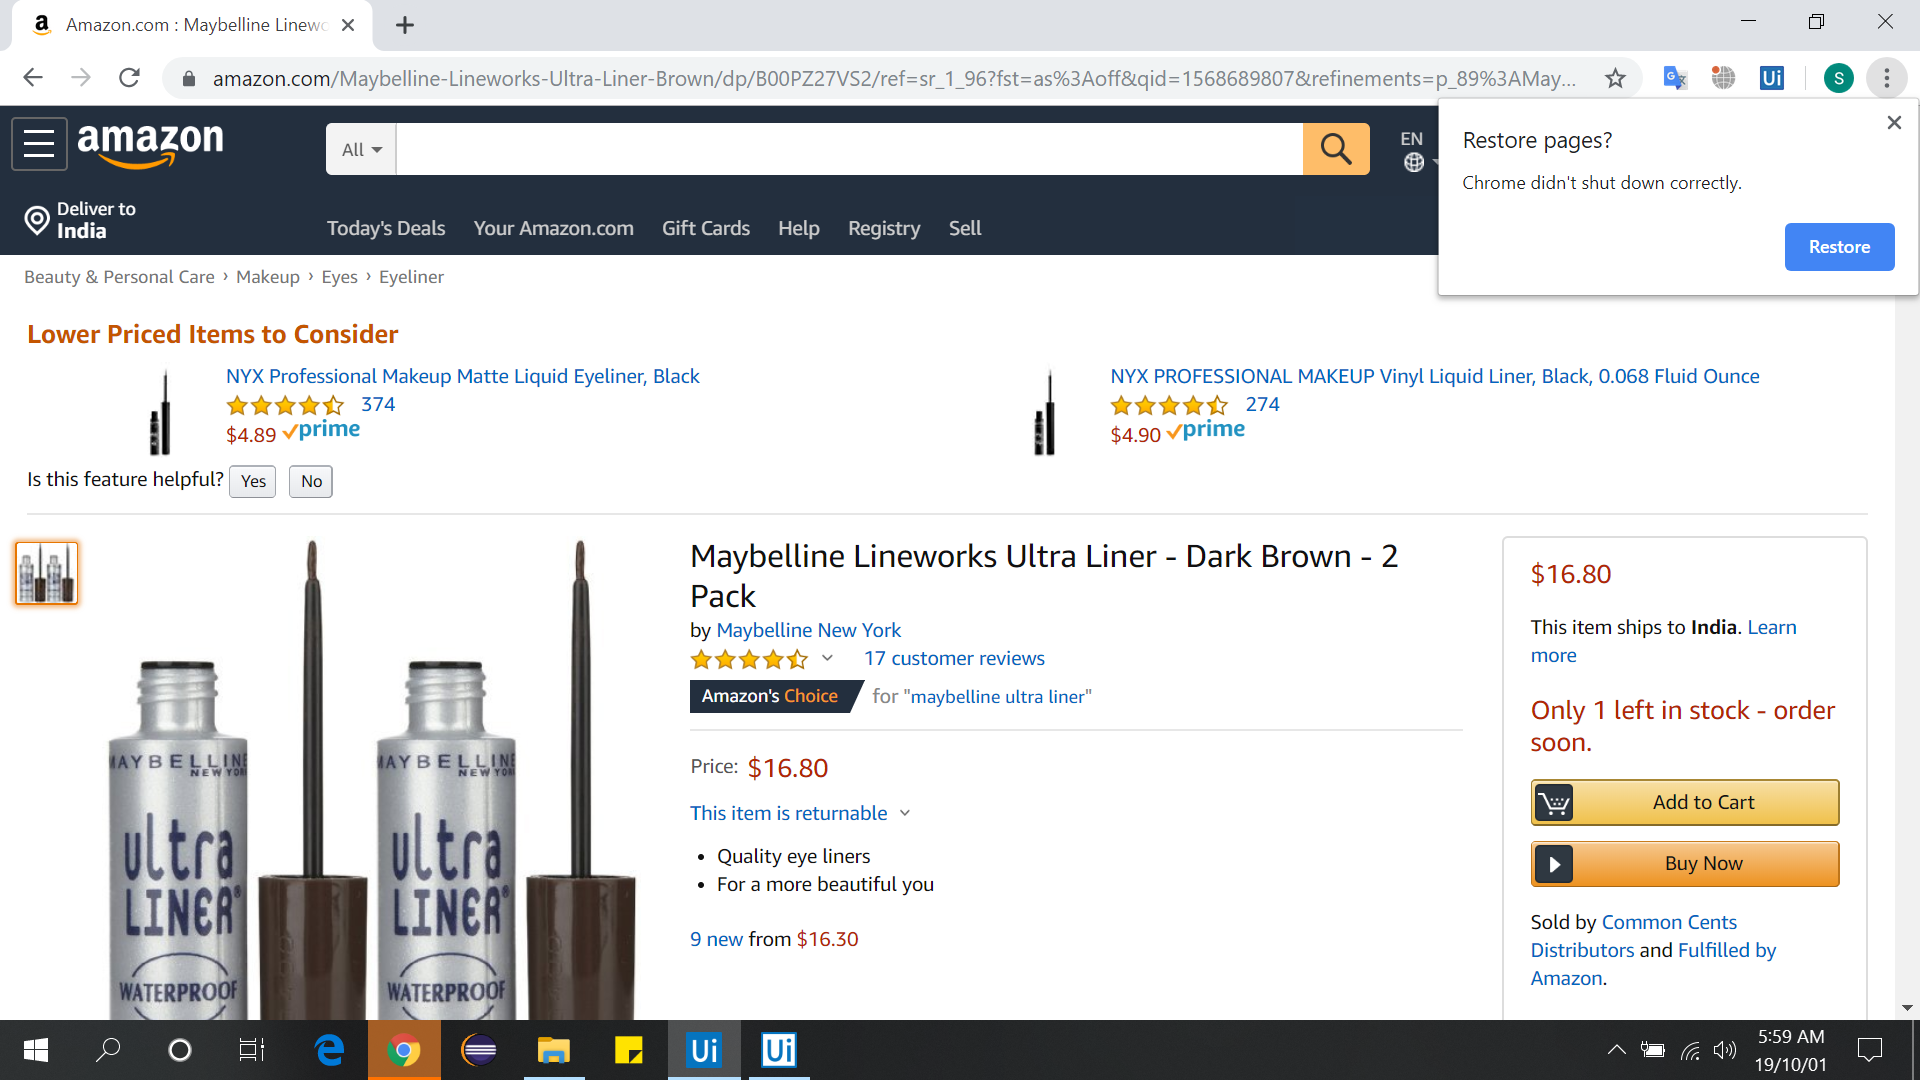 Amazon.com : Maybelline Linewo
amazon.com/Maybelline-Lineworks-Ultra-Liner-Brown/dp/B00PZ27VS2/ref=sr_1_96?fst=as%3Aoff&qid=1568689807&refinements=p_89%3AMay...
S
Restore pages?
Chrome didn't shut down correctly.
Restore
amazon
All
EN
Deliver to
India
Today's Deals Your Amazon.com Gift Cards Help Registry Sell
Beauty & Personal Care › Makeup › Eyes › Eyeliner
Lower Priced Items to Consider
NYX Professional Makeup Matte Liquid Eyeliner, Black
374
$4.89 prime
NYX PROFESSIONAL MAKEUP Vinyl Liquid Liner, Black, 0.068 Fluid Ounce
274
$4.90 prime
Is this feature helpful? Yes No
MAYBELLINE
NEW YORK
ultra
LINER®
WATERPROOF
MAYBELLINE
NEW YORK
ultra
LINER®
WATERPROOF
Maybelline Lineworks Ultra Liner - Dark Brown - 2
Pack
by Maybelline New York
17 customer reviews
Amazon's Choice for "maybelline ultra liner"
Price: $16.80
This item is returnable
• Quality eye liners
• For a more beautiful you
9 new from $16.30
$16.80
This item ships to India. Learn
more
Only 1 left in stock - order
soon.
Add to Cart
Buy Now
Sold by Common Cents
Distributors and Fulfilled by
Amazon.
Ui
Ui
Ui
5:59 AM
19/10/01